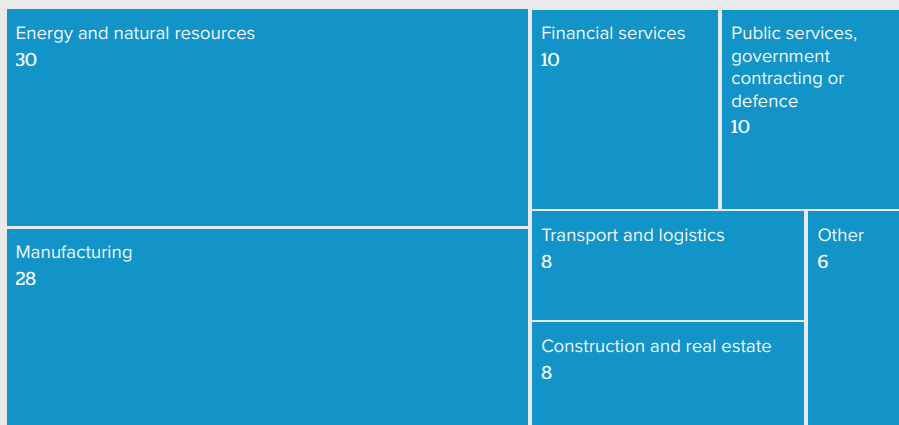 Energy and natural resources
30
Manufacturing
28
Financial services
10
Public services,
government
contracting or
defence
10
Transport and logistics
8
Construction and real estate
8
Other
6